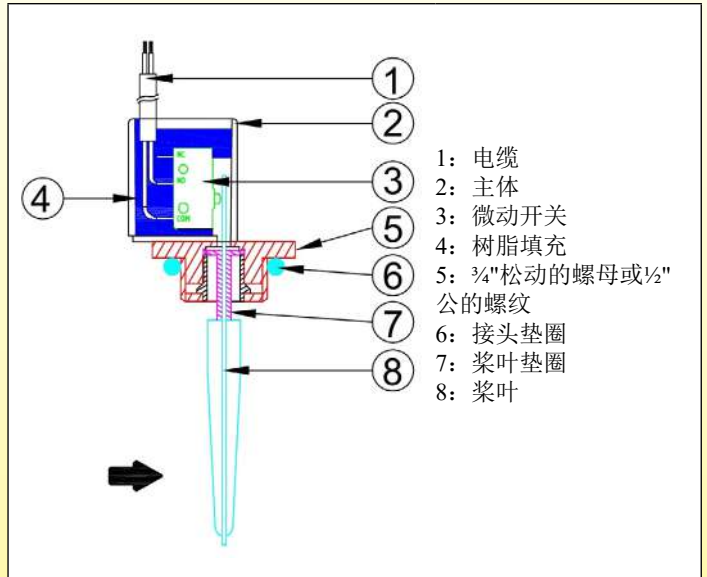 1
2
3
4
5
6
7
8
NC
NO
COM
1：电缆
2：主体
3：微动开关
4：树脂填充
5：¾"松动的螺母或½"
公的螺纹
6：接头垫圈
7：桨叶垫圈
8：桨叶